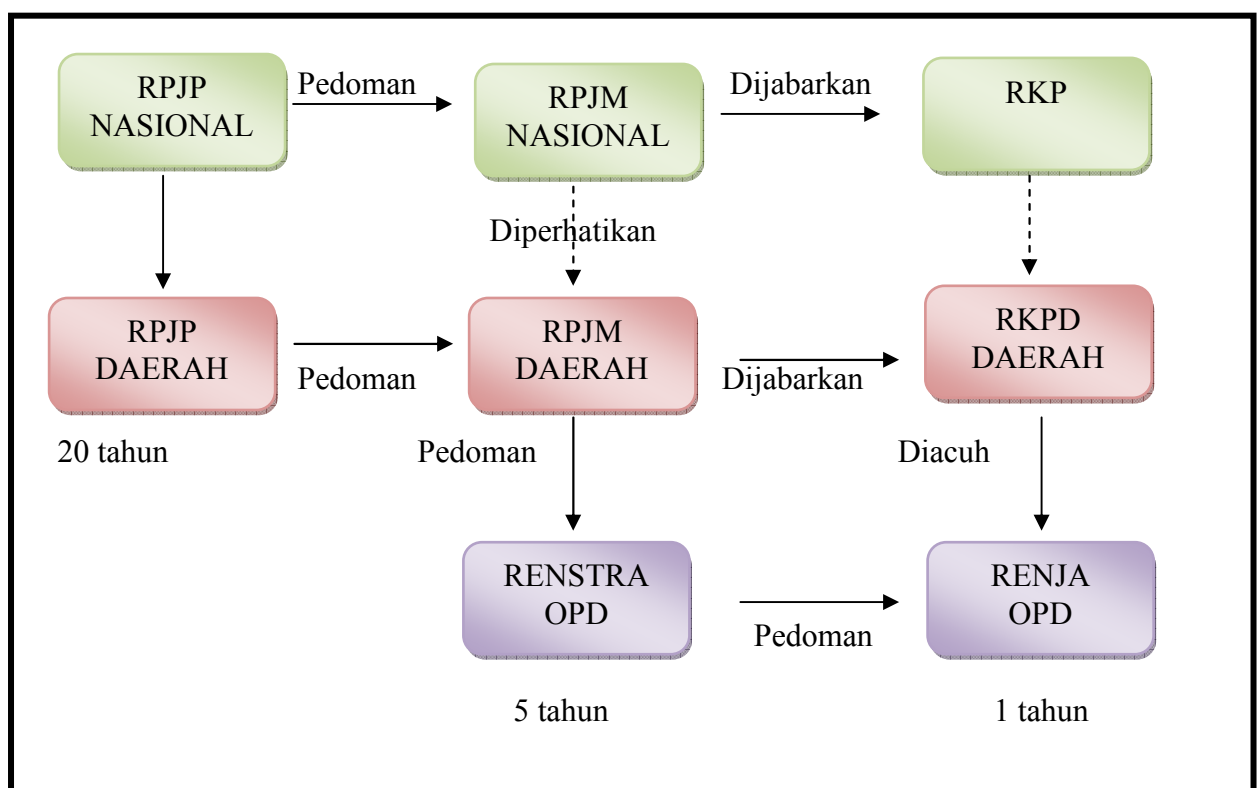 RPJP
NASIONAL
Pedoman
RPJM
NASIONAL
Dijabarkan
RKP
Diperhatikan
RPJP
DAERAH
Pedoman
RPJM
DAERAH
Dijabarkan
RKPD
DAERAH
20 tahun
Pedoman
Diacuh
RENSTRA
OPD
Pedoman
RENJA
OPD
5 tahun
1 tahun